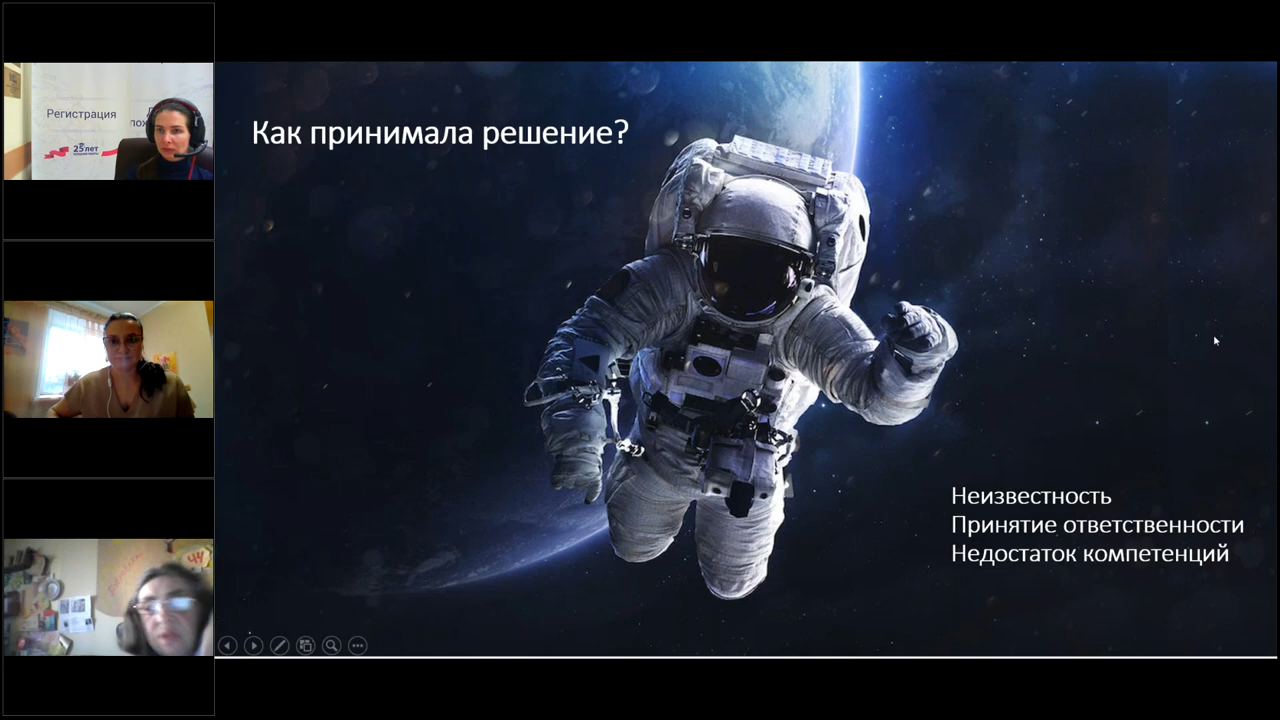 Регистрация
25 лет
Как принимала решение?
Неизвестность
Принятие ответственности
Недостаток компетенций